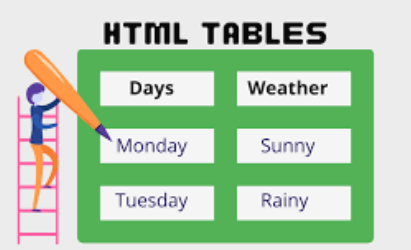 HTML TABLES
Days Weather
Monday Sunny
Tuesday Rainy